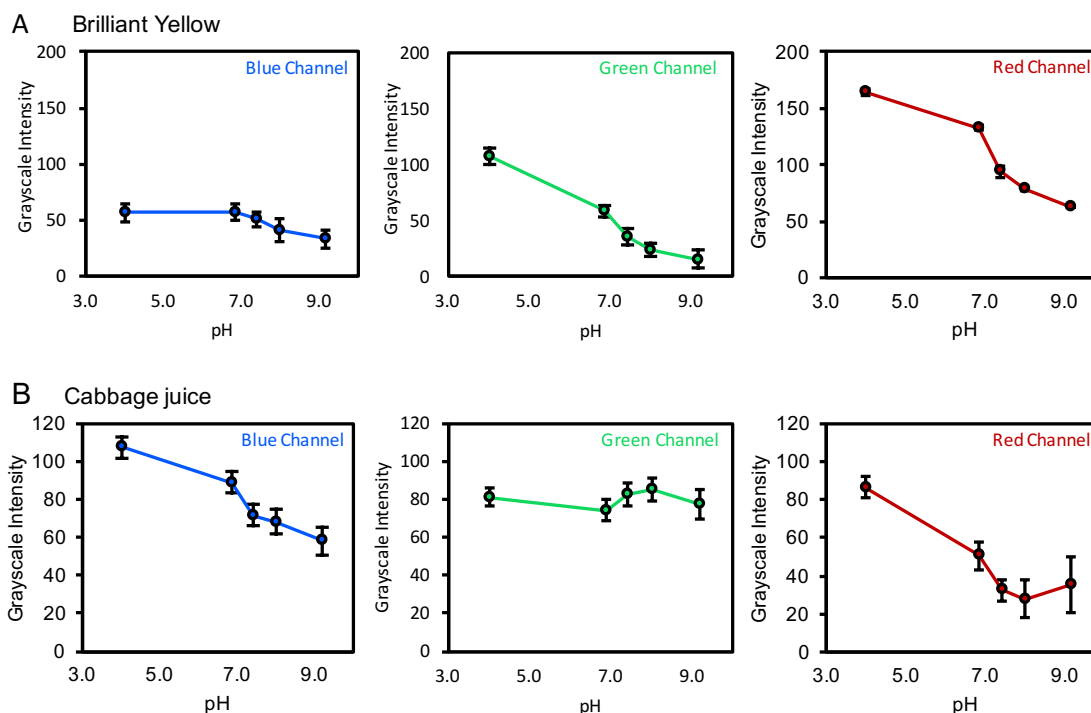 A Brilliant Yellow
Blue Channel
Grayscale Intensity
200
150
100
50
0
3.0 5.0 7.0 9.0
pH
Green Channel
Grayscale Intensity
200
150
100
50
0
3.0 5.0 7.0 9.0
pH
Red Channel
Grayscale Intensity
200
150
100
50
0
3.0 5.0 7.0 9.0
pH
B Cabbage juice
Blue Channel
Grayscale Intensity
120
100
80
60
40
20
0
3.0 5.0 7.0 9.0
pH
Green Channel
Grayscale Intensity
120
100
80
60
40
20
0
3.0 5.0 7.0 9.0
pH
Red Channel
Grayscale Intensity
120
100
80
60
40
20
0
3.0 5.0 7.0 9.0
pH